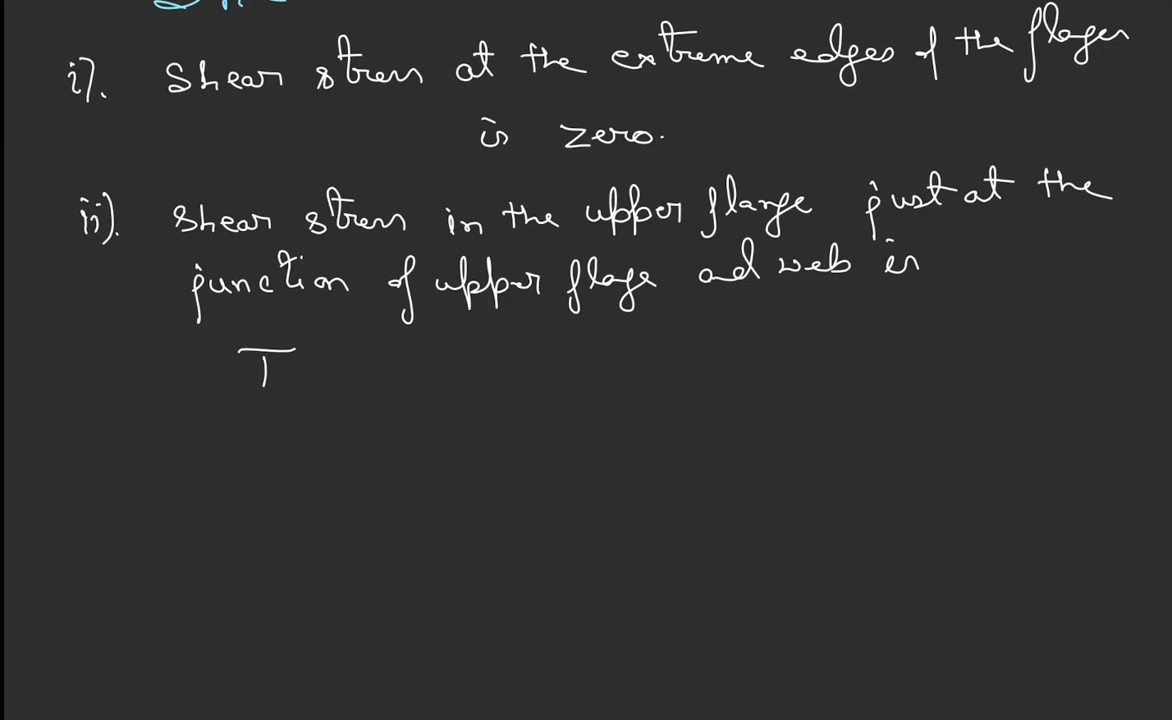 i). Shear stress at the extreme edges of the flanges
is zero.
ii). Shear stress in the upper flange just at the
junction of upper flage and web is
T